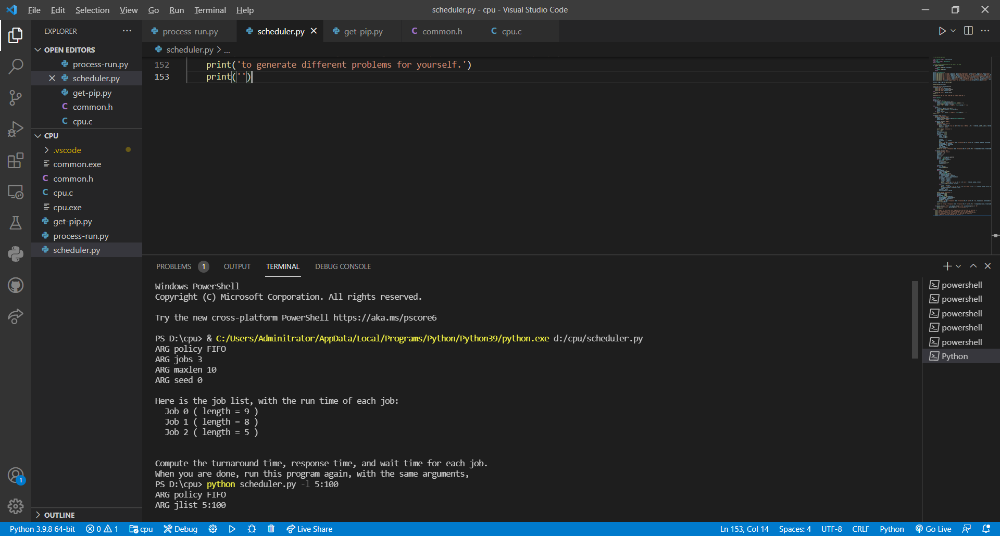 File Edit Selection View Go Run Terminal Help
scheduler.py - cpu - Visual Studio Code
EXPLORER
process-run.py
scheduler.py
get-pip.py
C common.h
C cpu.c
OPEN EDITORS
process-run.py
scheduler.py
get-pip.py
C common.h
C cpu.c
CPU
.vscode
common.exe
C common.h
C cpu.c
cpu.exe
get-pip.py
process-run.py
scheduler.py
OUTLINE
scheduler.py > ...
152 print('to generate different problems for yourself.')
153 print('')
PROBLEMS 1 OUTPUT TERMINAL DEBUG CONSOLE
Windows PowerShell
Copyright (C) Microsoft Corporation. All rights reserved.
Try the new cross-platform PowerShell https://aka.ms/pscore6
PS D:\cpu> & C:/Users/Adminitrator/AppData/Local/Programs/Python/Python39/python.exe d:/cpu/scheduler.py
ARG policy FIFO
ARG jobs 3
ARG maxlen 10
ARG seed 0
Here is the job list, with the run time of each job:
Job 0 ( length = 9 )
Job 1 ( length = 8 )
Job 2 ( length = 5 )
Compute the turnaround time, response time, and wait time for each job.
When you are done, run this program again, with the same arguments,
PS D:\cpu> python scheduler.py -l 5:100
ARG policy FIFO
ARG jlist 5:100
powershell
powershell
powershell
powershell
powershell
Python
1
Python 3.9.8 64-bit 0 1 cpu Debug Live Share Ln 153, Col 14 Spaces: 4 UTF-8 CRLF Python Go Live